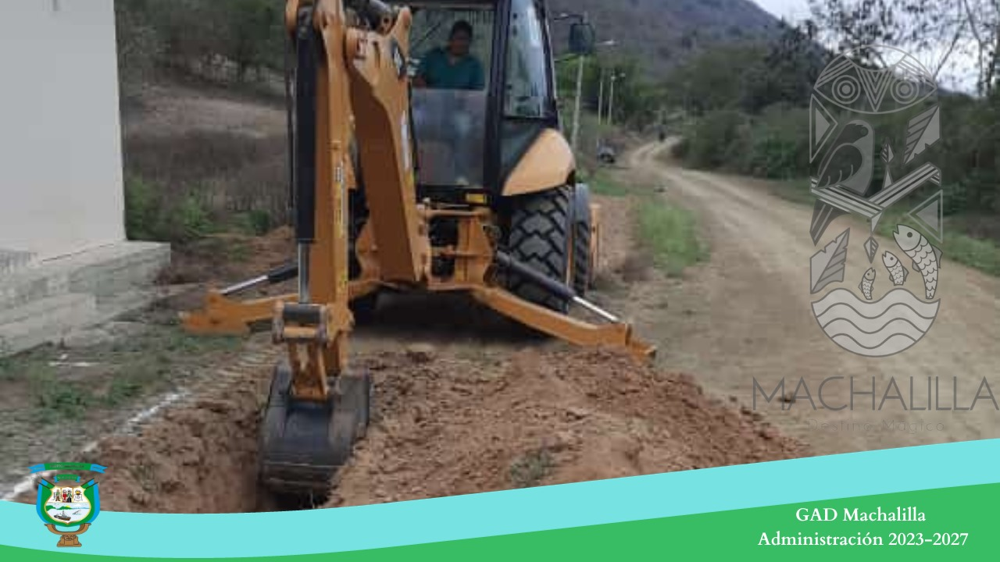 MACHALILLA
Destino Mágico
GAD Machalilla
Administración 2023-2027